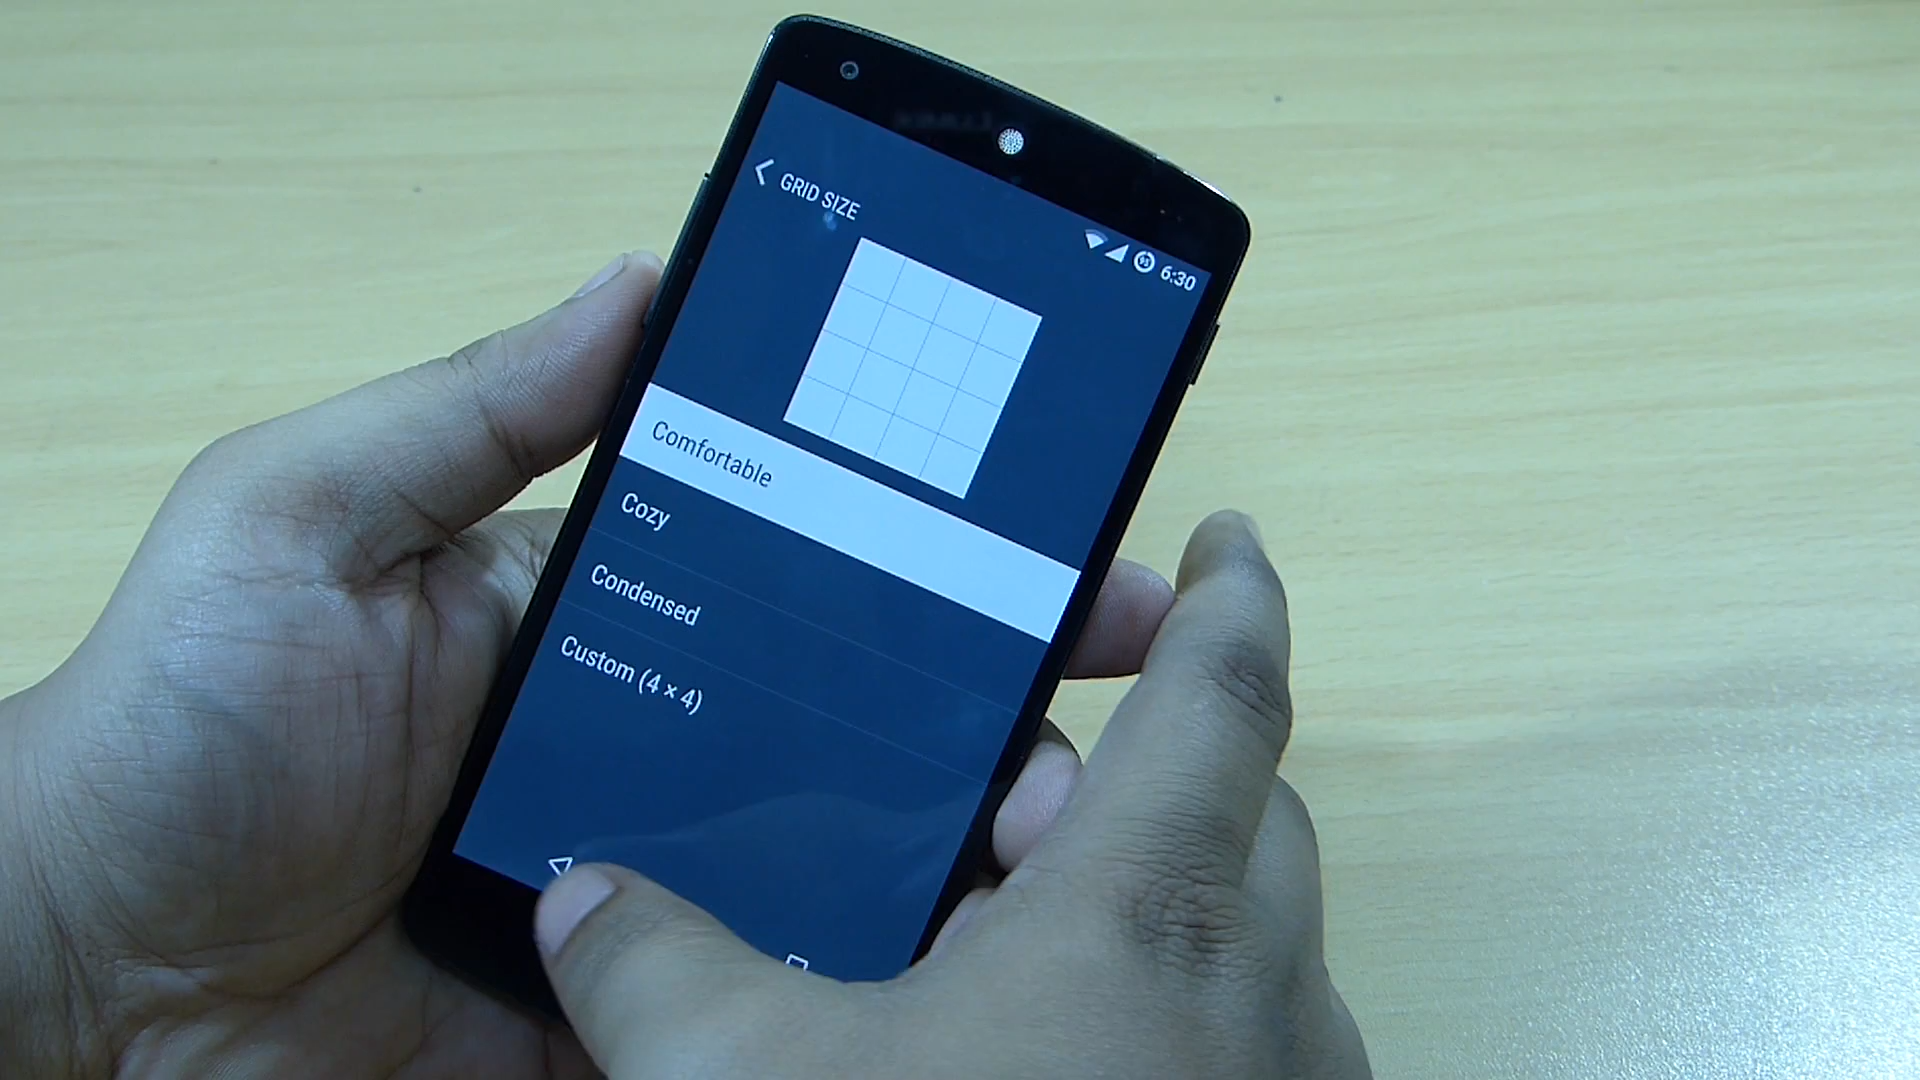 GRID SIZE
6:30
Comfortable
Cozy
Condensed
Custom (4 × 4)